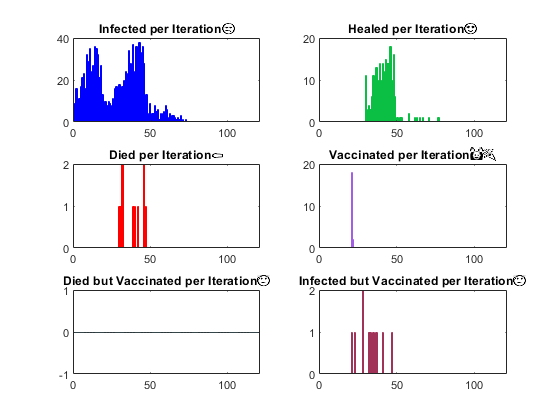 Infected per Iteration😑
Healed per Iteration🙂
40
20
0
0 50 100
20
10
0
0 50 100
Died per Iteration⚰
Vaccinated per Iteration🙌🎉
2
1
0
0 50 100
20
10
0
0 50 100
Died but Vaccinated per Iteration🙁
Infected but Vaccinated per Iteration🙁
1
0
-1
0 50 100
2
1
0
0 50 100